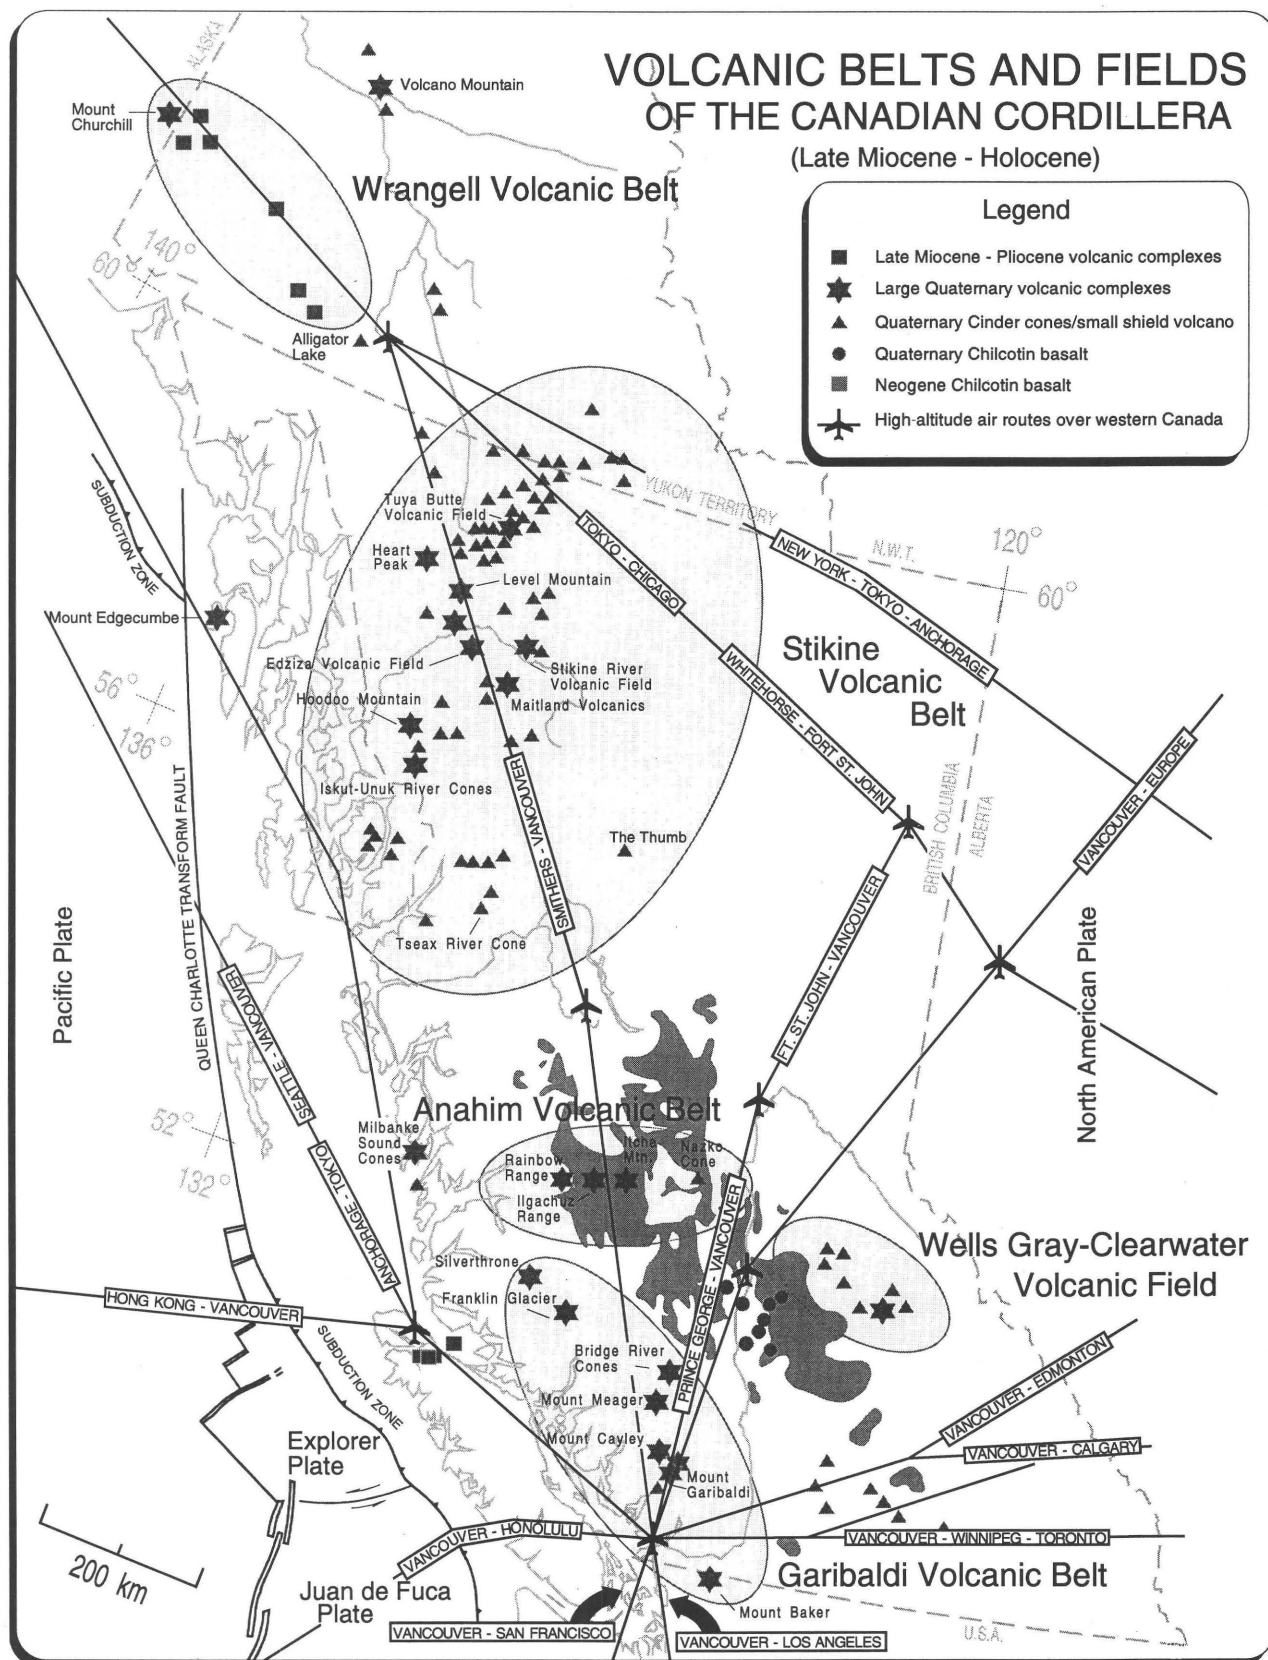 VOLCANIC BELTS AND FIELDS
OF THE CANADIAN CORDILLERA
(Late Miocene - Holocene)
Legend
Late Miocene - Pliocene volcanic complexes
Large Quaternary volcanic complexes
Quaternary Cinder cones/small shield volcano
Quaternary Chilcotin basalt
Neogene Chilcotin basalt
High-altitude air routes over western Canada
ALASKA
Volcano Mountain
Mount
Churchill
Wrangell Volcanic Belt
140°
60°
Alligator
Lake
SUBDUCTION ZONE
Tuya Butte
Volcanic Field
YUKON TERRITORY
N.W.T.
120°
60°
TOKYO - CHICAGO
NEW YORK - TOKYO - ANCHORAGE
Heart
Peak
Level Mountain
Mount Edgecumbe
Edziza Volcanic Field
Stikine River
Volcanic Field
Stikine
Volcanic
Belt
56°
136°
Hoodoo Mountain
Maitland Volcanics
WHITEHORSE - FORT ST. JOHN
Iskut-Unuk River Cones
SMITHERS - VANCOUVER
VANCOUVER - EUROPE
BRITISH COLUMBIA
ALBERTA
The Thumb
Tseax River Cone
Pacific Plate
QUEEN CHARLOTTE TRANSFORM FAULT
SEATTLE - VANCOUVER
FT. ST. JOHN - VANCOUVER
North American Plate
Anahim Volcanic Belt
52°
132°
Milbanke
Sound
Cones
Rainbow
Range
Itcha
Mtn.
Nazko
Cone
Ilgachuz
Range
ANCHORAGE - TOKYO
PRINCE GEORGE - VANCOUVER
Wells Gray-Clearwater
Volcanic Field
Silverthrone
Franklin Glacier
HONG KONG - VANCOUVER
SUBDUCTION ZONE
Bridge River
Cones
Mount Meager
Mount Cayley
Mount
Garibaldi
VANCOUVER - EDMONTON
VANCOUVER - CALGARY
Explorer
Plate
VANCOUVER - HONOLULU
VANCOUVER - WINNIPEG - TORONTO
200 km
Juan de Fuca
Plate
Garibaldi Volcanic Belt
Mount Baker
VANCOUVER - SAN FRANCISCO
VANCOUVER - LOS ANGELES
U.S.A.